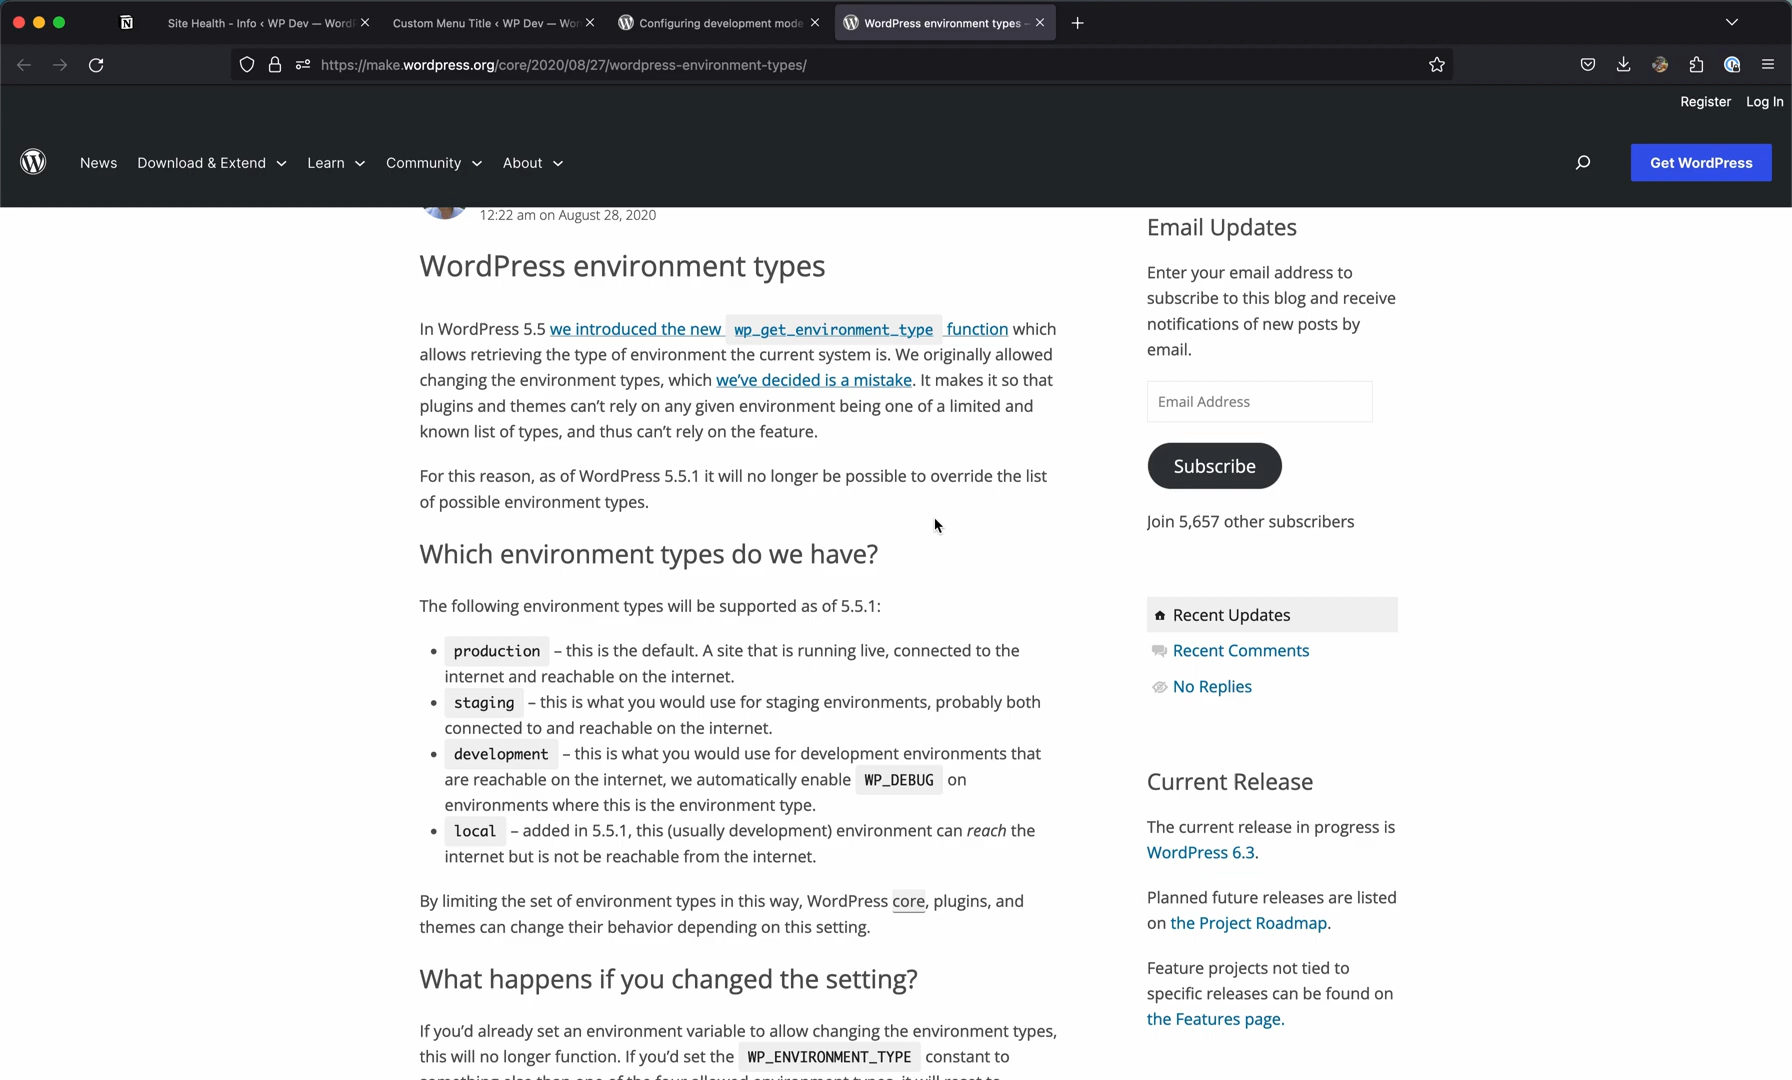 Site Health - Info ‹ WP Dev — Word
Custom Menu Title ‹ WP Dev — Wor
Configuring development mode
WordPress environment types –
https://make.wordpress.org/core/2020/08/27/wordpress-environment-types/
Register Log In
News Download & Extend Learn Community About
Get WordPress
12:22 am on August 28, 2020
WordPress environment types
In WordPress 5.5 we introduced the new wp_get_environment_type function which
allows retrieving the type of environment the current system is. We originally allowed
changing the environment types, which we’ve decided is a mistake. It makes it so that
plugins and themes can’t rely on any given environment being one of a limited and
known list of types, and thus can’t rely on the feature.
For this reason, as of WordPress 5.5.1 it will no longer be possible to override the list
of possible environment types.
Which environment types do we have?
The following environment types will be supported as of 5.5.1:
• production – this is the default. A site that is running live, connected to the
internet and reachable on the internet.
• staging – this is what you would use for staging environments, probably both
connected to and reachable on the internet.
• development – this is what you would use for development environments that
are reachable on the internet, we automatically enable WP_DEBUG on
environments where this is the environment type.
• local – added in 5.5.1, this (usually development) environment can reach the
internet but is not be reachable from the internet.
By limiting the set of environment types in this way, WordPress core, plugins, and
themes can change their behavior depending on this setting.
What happens if you changed the setting?
If you’d already set an environment variable to allow changing the environment types,
this will no longer function. If you’d set the WP_ENVIRONMENT_TYPE constant to
Email Updates
Enter your email address to
subscribe to this blog and receive
notifications of new posts by
email.
Email Address
Subscribe
Join 5,657 other subscribers
Recent Updates
Recent Comments
No Replies
Current Release
The current release in progress is
WordPress 6.3.
Planned future releases are listed
on the Project Roadmap.
Feature projects not tied to
specific releases can be found on
the Features page.